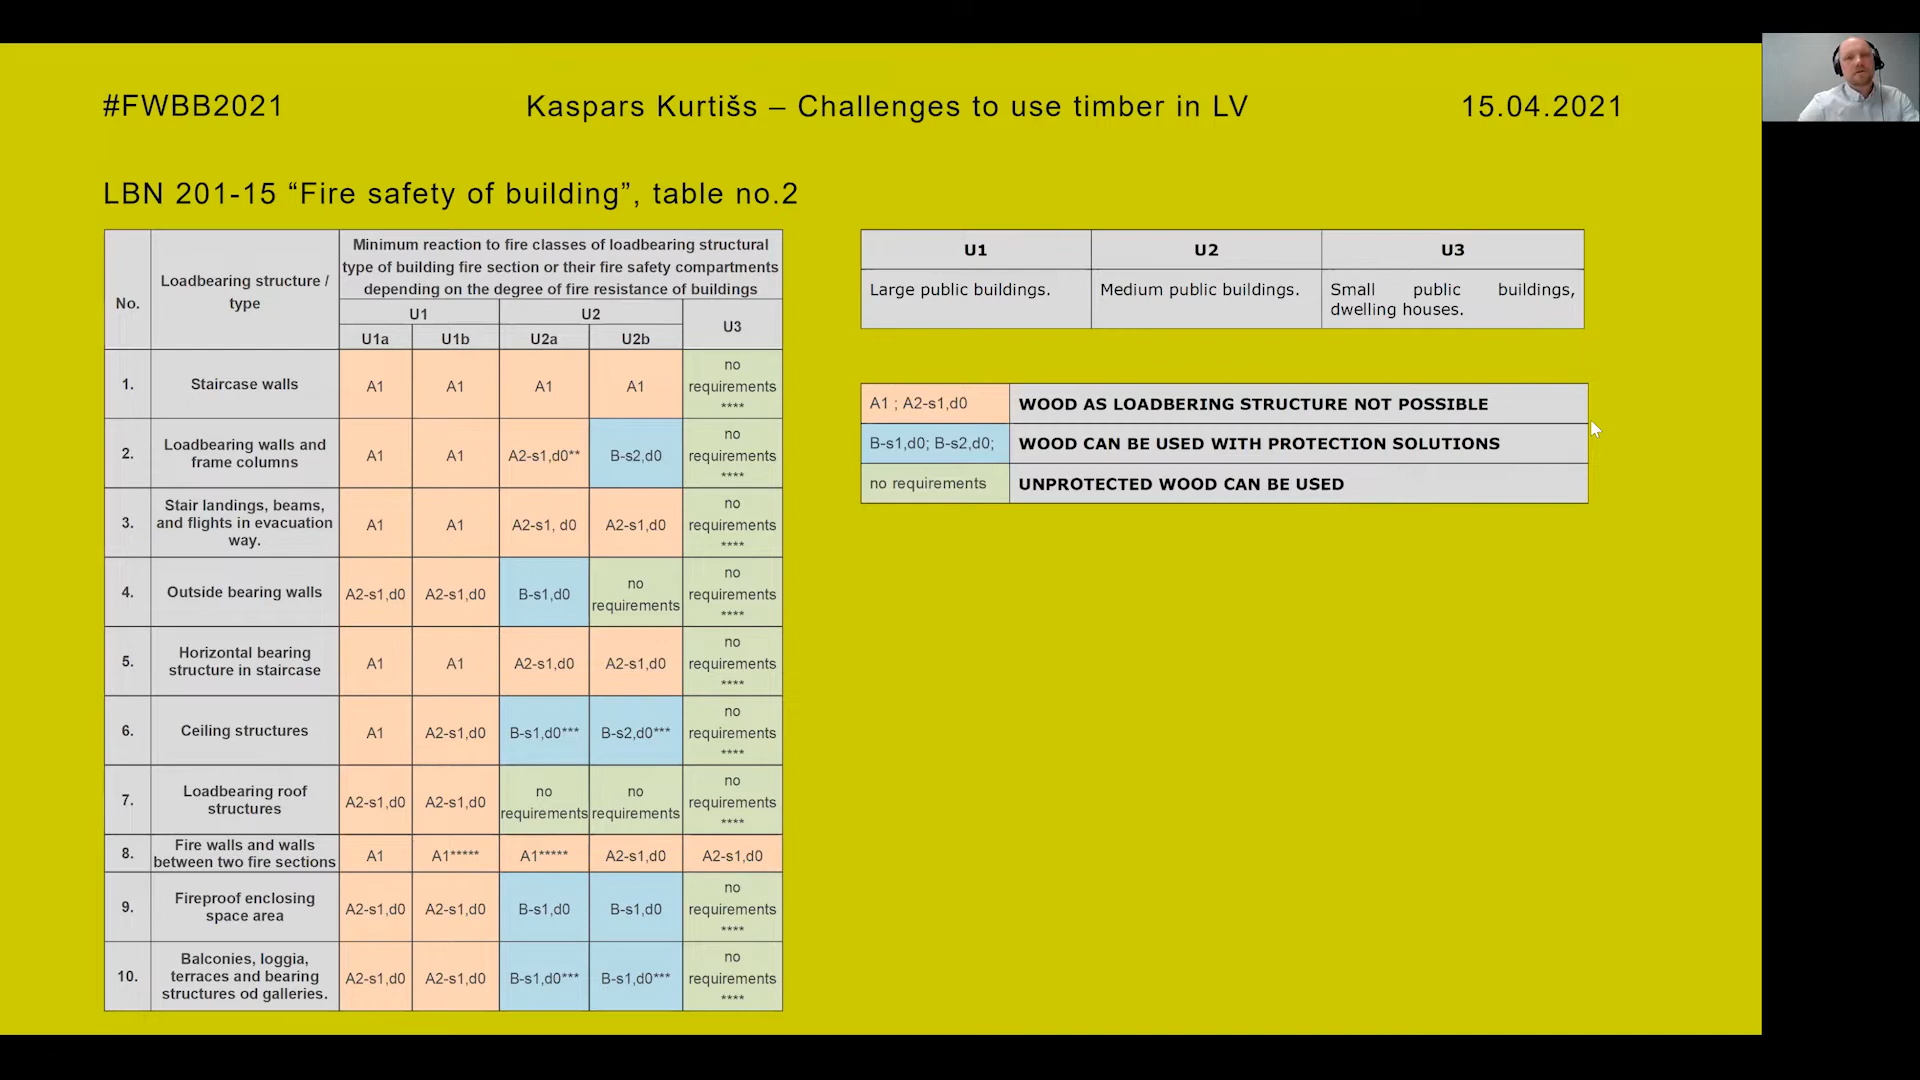 #FWBB2021
Kaspars Kurtišs – Challenges to use timber in LV
15.04.2021
LBN 201-15 “Fire safety of building”, table no.2
No.
Loadbearing structure /
type
Minimum reaction to fire classes of loadbearing structural
type of building fire section or their fire safety compartments
depending on the degree of fire resistance of buildings
U1
U2
U3
U1a
U1b
U2a
U2b
1.
Staircase walls
A1
A1
A1
A1
no
requirements
****
2.
Loadbearing walls and
frame columns
A1
A1
A2-s1,d0**
B-s2,d0
no
requirements
****
3.
Stair landings, beams,
and flights in evacuation
way.
A1
A1
A2-s1, d0
A2-s1,d0
no
requirements
****
4.
Outside bearing walls
A2-s1,d0
A2-s1,d0
B-s1,d0
no
requirements
no
requirements
****
5.
Horizontal bearing
structure in staircase
A1
A1
A2-s1,d0
A2-s1,d0
no
requirements
****
6.
Ceiling structures
A1
A2-s1,d0
B-s1,d0***
B-s2,d0***
no
requirements
****
7.
Loadbearing roof
structures
A2-s1,d0
A2-s1,d0
no
requirements
no
requirements
no
requirements
****
8.
Fire walls and walls
between two fire sections
A1
A1*****
A1*****
A2-s1,d0
A2-s1,d0
9.
Fireproof enclosing
space area
A2-s1,d0
A2-s1,d0
B-s1,d0
B-s1,d0
no
requirements
****
10.
Balconies, loggia,
terraces and bearing
structures od galleries.
A2-s1,d0
A2-s1,d0
B-s1,d0***
B-s1,d0***
no
requirements
****
U1
U2
U3
Large public buildings.
Medium public buildings.
Small public buildings,
dwelling houses.
A1 ; A2-s1,d0
WOOD AS LOADBERING STRUCTURE NOT POSSIBLE
B-s1,d0; B-s2,d0;
WOOD CAN BE USED WITH PROTECTION SOLUTIONS
no requirements
UNPROTECTED WOOD CAN BE USED